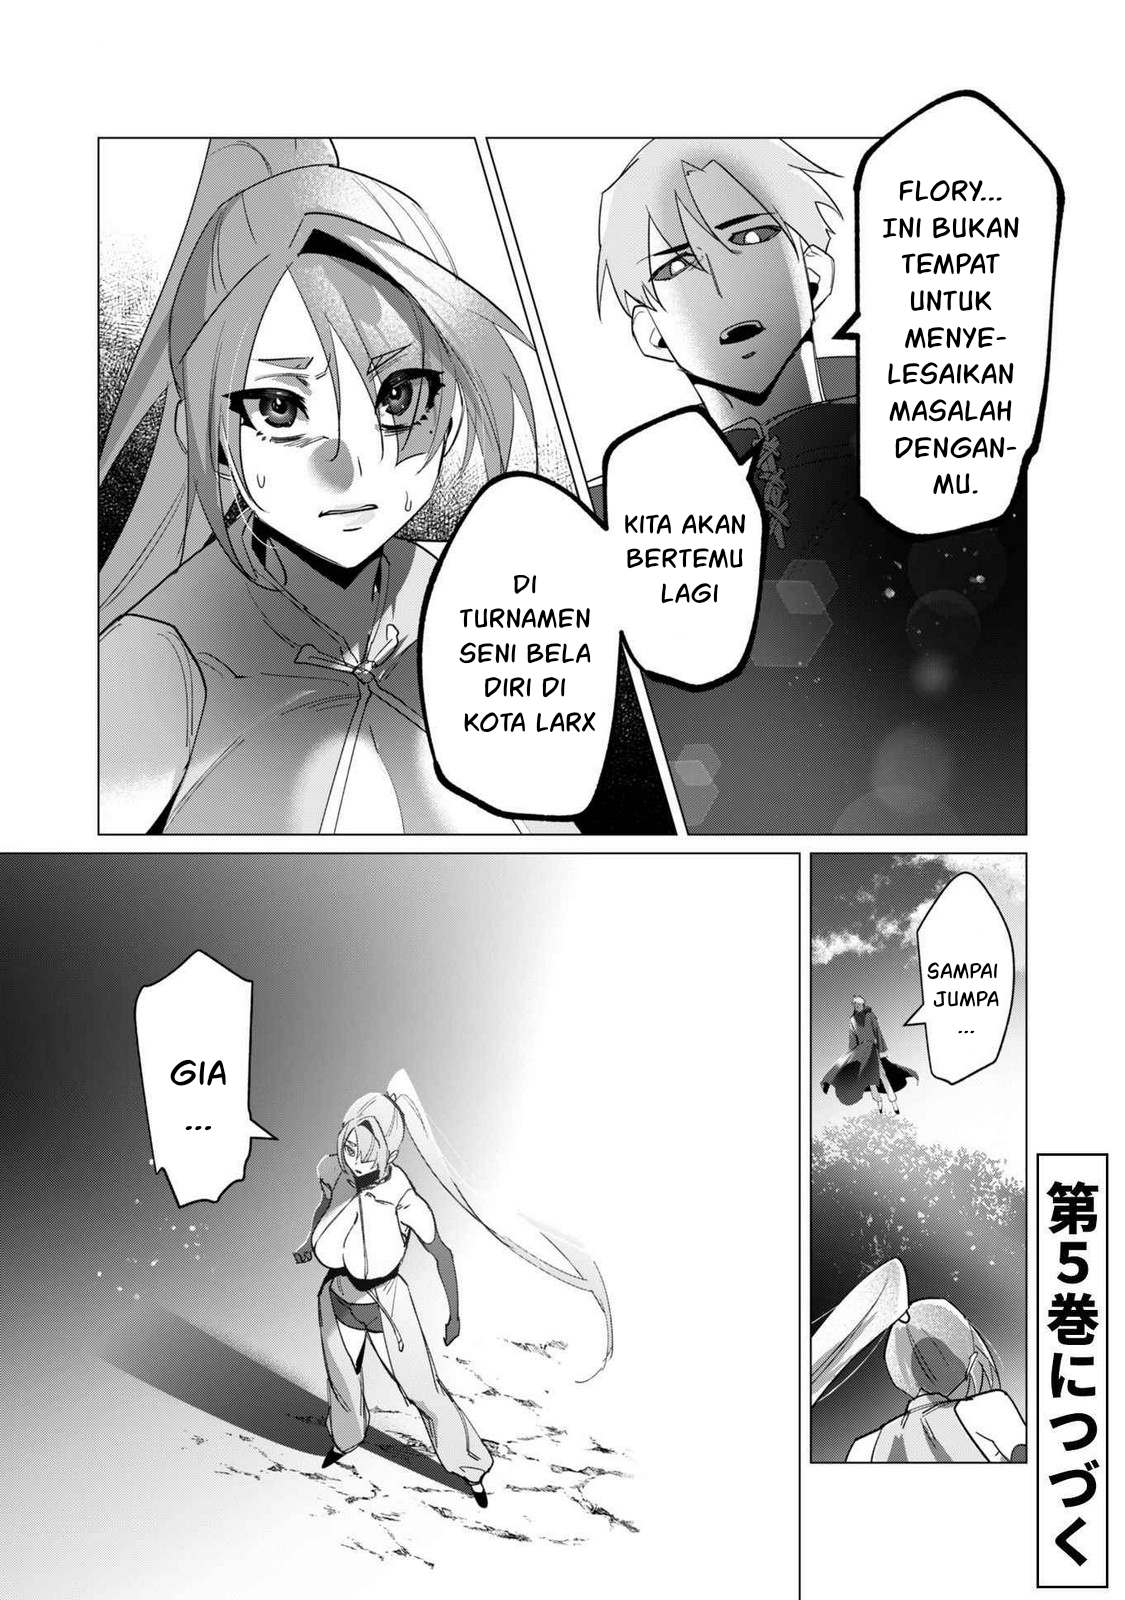 FLORY...
INI BUKAN
TEMPAT
UNTUK
MENYE-
LESAIKAN
MASALAH
DENGAN-
MU.
KITA AKAN
BERTEMU
LAGI
DI
TURNAMEN
SENI BELA
DIRI DI
KOTA LARX
SAMPAI
JUMPA
...
GIA
...
第5巻につづく